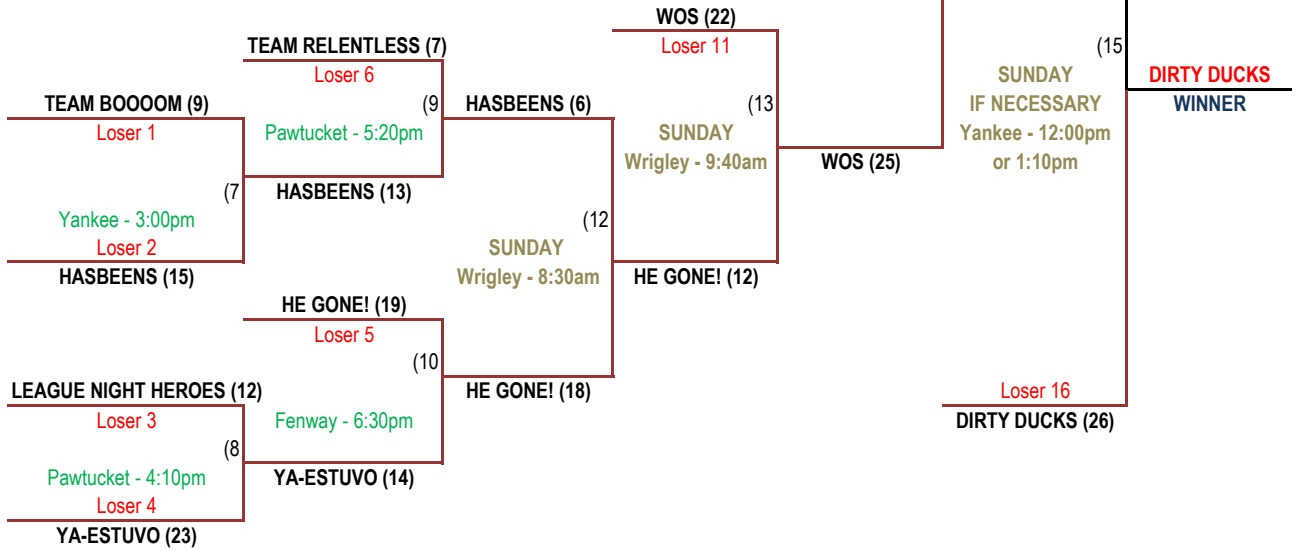 WOS (22)
Loser 11
TEAM RELENTLESS (7)
Loser 6
(15
SUNDAY
IF NECESSARY
Yankee - 12:00pm
or 1:10pm
DIRTY DUCKS
WINNER
TEAM BOOOOM (9)
Loser 1
(9
Pawtucket - 5:20pm
HASBEENS (6)
(13
SUNDAY
Wrigley - 9:40am
WOS (25)
HASBEENS (13)
(7
Yankee - 3:00pm
Loser 2
HASBEENS (15)
(12
SUNDAY
Wrigley - 8:30am
HE GONE! (12)
HE GONE! (19)
Loser 5
(10
HE GONE! (18)
LEAGUE NIGHT HEROES (12)
Loser 3
Fenway - 6:30pm
Loser 16
DIRTY DUCKS (26)
(8
Pawtucket - 4:10pm
YA-ESTUVO (14)
Loser 4
YA-ESTUVO (23)